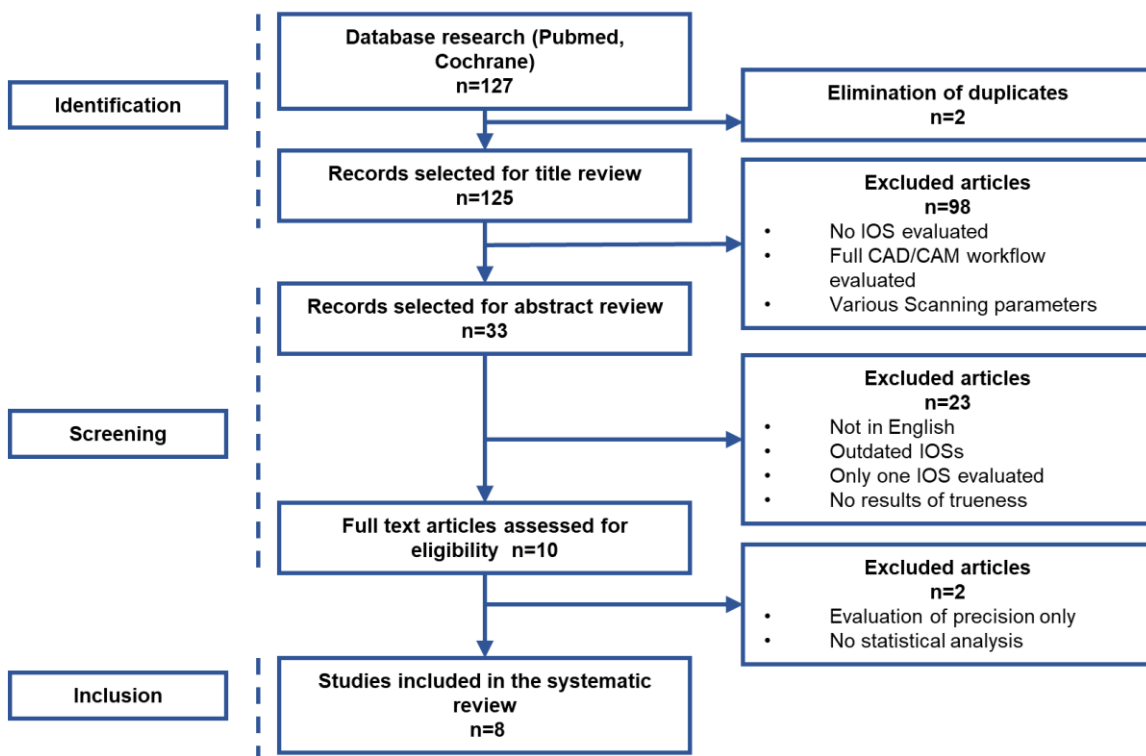 Identification
Database research (Pubmed,
Cochrane)
n=127
Elimination of duplicates
n=2
Records selected for title review
n=125
Excluded articles
n=98
• No IOS evaluated
• Full CAD/CAM workflow
evaluated
• Various Scanning parameters
Screening
Records selected for abstract review
n=33
Excluded articles
n=23
• Not in English
• Outdated IOSs
• Only one IOS evaluated
• No results of trueness
Full text articles assessed for
eligibility n=10
Excluded articles
n=2
• Evaluation of precision only
• No statistical analysis
Inclusion
Studies included in the systematic
review
n=8